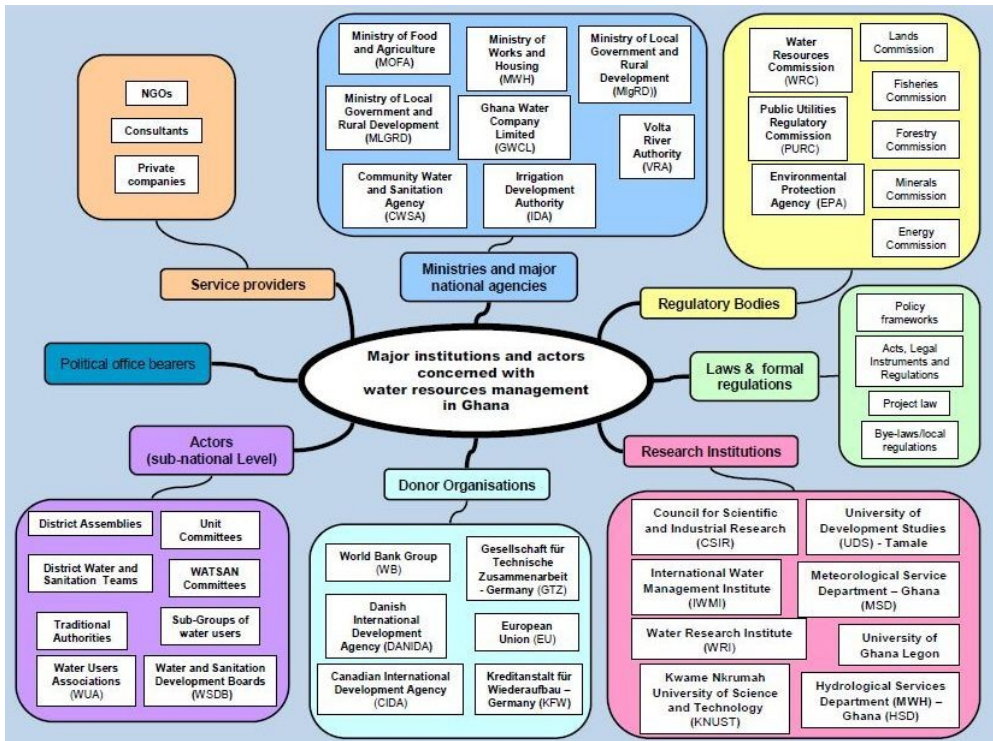 NGOs
Consultants
Private
companies
Service providers
Ministry of Food
and Agriculture
(MOFA)
Ministry of
Works and
Housing
(MWH)
Ministry of Local
Government and
Rural
Development
(MlgRD))
Ministry of Local
Government and
Rural Development
(MLGRD)
Ghana Water
Company
Limited
(GWCL)
Volta
River
Authority
(VRA)
Community Water
and Sanitation
Agency
(CWSA)
Irrigation
Development
Authority
(IDA)
Ministries and major
national agencies
Water
Resources
Commission
(WRC)
Lands
Commission
Fisheries
Commission
Public Utilities
Regulatory
Commission
(PURC)
Forestry
Commission
Environmental
Protection
Agency (EPA)
Minerals
Commission
Energy
Commission
Regulatory Bodies
Political office bearers
Major institutions and actors
concerned with
water resources management
in Ghana
Laws & formal
regulations
Policy
frameworks
Acts, Legal
Instruments and
Regulations
Project law
Bye-laws/local
regulations
Actors
(sub-national Level)
District Assemblies
Unit
Committees
District Water and
Sanitation Teams
WATSAN
Committees
Traditional
Authorities
Sub-Groups of
water users
Water Users
Associations
(WUA)
Water and Sanitation
Development Boards
(WSDB)
Donor Organisations
World Bank Group
(WB)
Gesellschaft für
Technische
Zusammenarbeit
- Germany (GTZ)
Danish
International
Development
Agency (DANIDA)
European
Union (EU)
Canadian International
Development Agency
(CIDA)
Kreditanstalt für
Wiederaufbau –
Germany (KFW)
Research Institutions
Council for Scientific
and Industrial Research
(CSIR)
University of
Development Studies
(UDS) - Tamale
International Water
Management Institute
(IWMI)
Meteorological Service
Department – Ghana
(MSD)
Water Research Institute
(WRI)
University of
Ghana Legon
Kwame Nkrumah
University of Science
and Technology
(KNUST)
Hydrological Services
Department (MWH) –
Ghana (HSD)